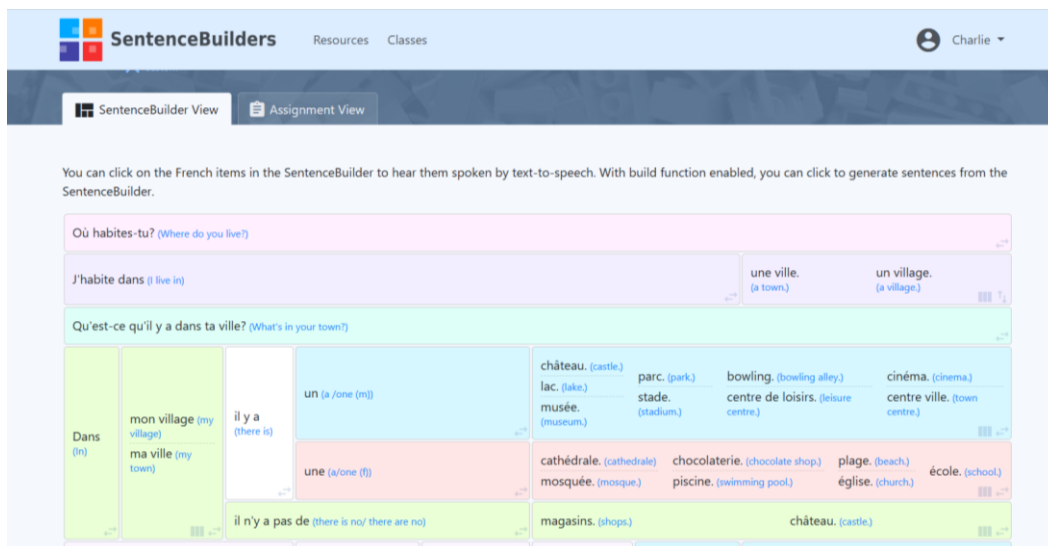 SentenceBuilders Resources Classes Charlie
SentenceBuilder View Assignment View
You can click on the French items in the SentenceBuilder to hear them spoken by text-to-speech. With build function enabled, you can click to generate sentences from the
SentenceBuilder.
Où habites-tu? (Where do you live?)
J'habite dans (I live in)
une ville.
(a town.)
un village.
(a village.)
Qu'est-ce qu'il y a dans ta ville? (What's in your town?)
Dans
(In)
mon village (my
village)
ma ville (my
town)
il y a
(there is)
un (a /one (m))
château. (castle.)
lac. (lake.)
musée.
(museum.)
parc. (park.)
stade.
(stadium.)
bowling. (bowling alley.)
centre de loisirs. (leisure
centre.)
cinéma. (cinema.)
centre ville. (town
centre.)
une (a/one (f))
cathédrale. (cathedrale)
mosquée. (mosque.)
chocolaterie. (chocolate shop.)
piscine. (swimming pool.)
plage. (beach.)
église. (church.)
école. (school.)
il n'y a pas de (there is no/ there are no)
magasins. (shops.)
château. (castle.)